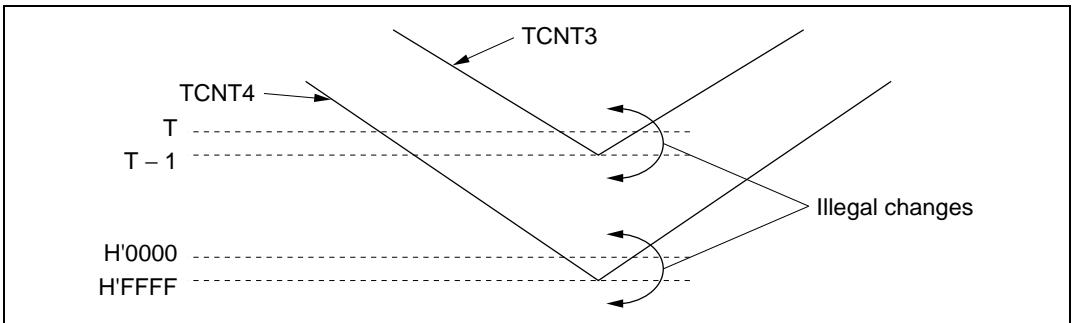 TCNT3
TCNT4
T
T – 1
Illegal changes
H'0000
H'FFFF